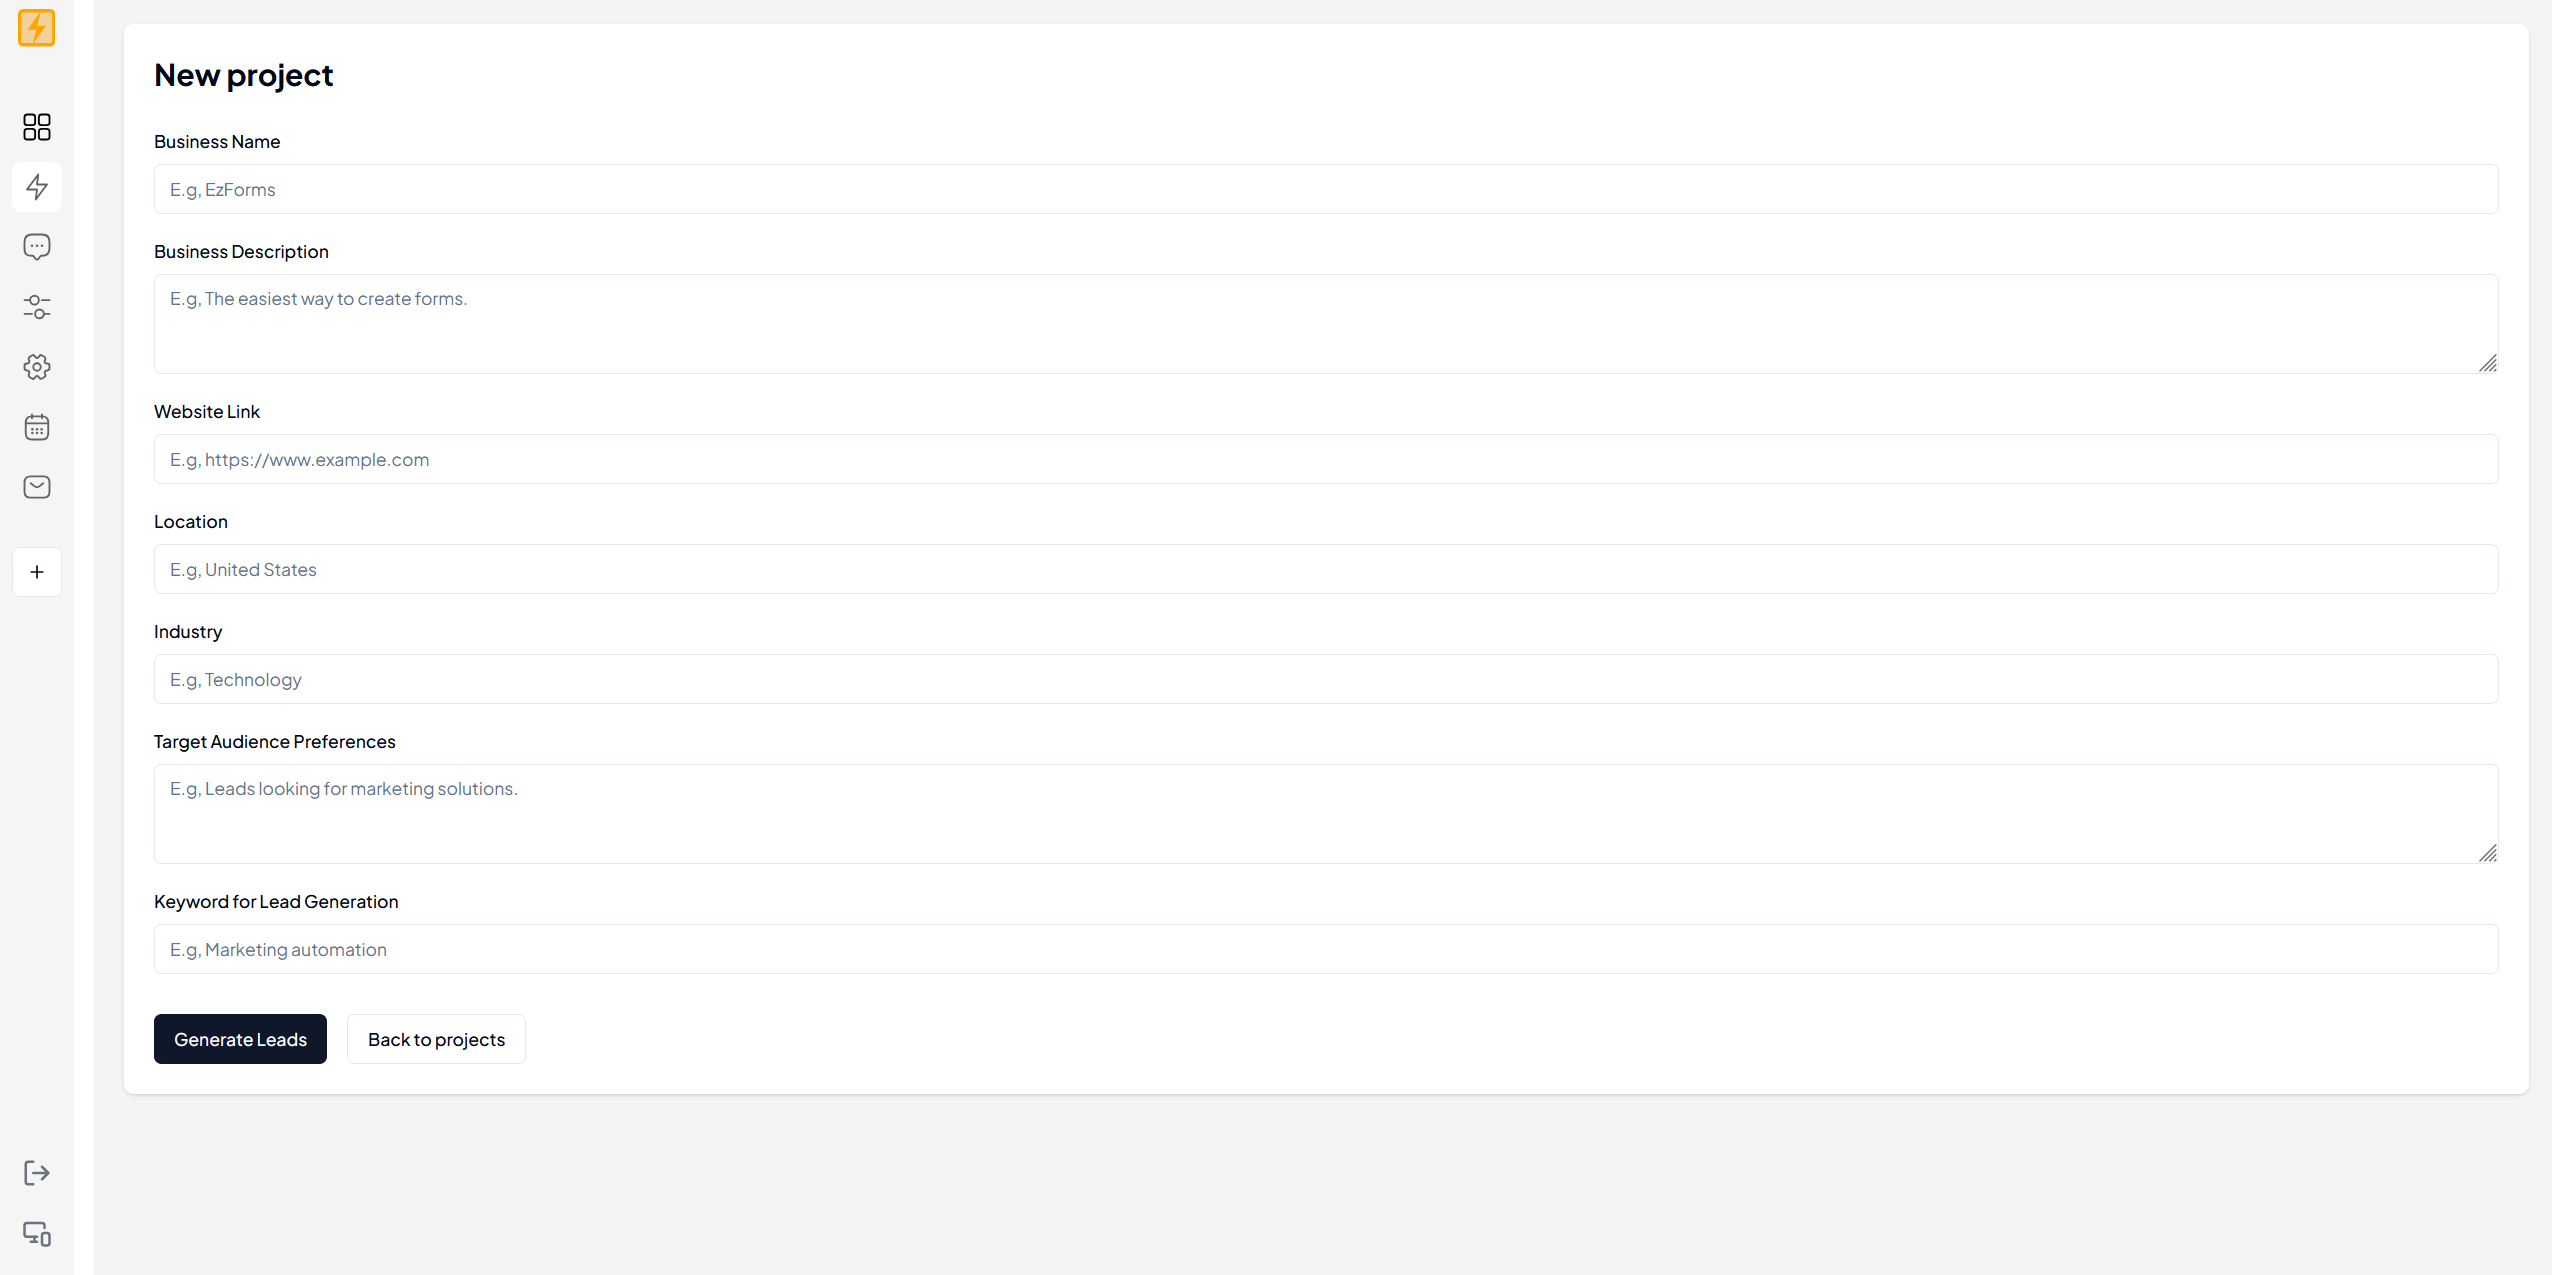 New project
Business Name
E.g, EzForms
Business Description
E.g, The easiest way to create forms.
Website Link
E.g, https://www.example.com
Location
E.g, United States
Industry
E.g, Technology
Target Audience Preferences
E.g, Leads looking for marketing solutions.
Keyword for Lead Generation
E.g, Marketing automation
Generate Leads
Back to projects